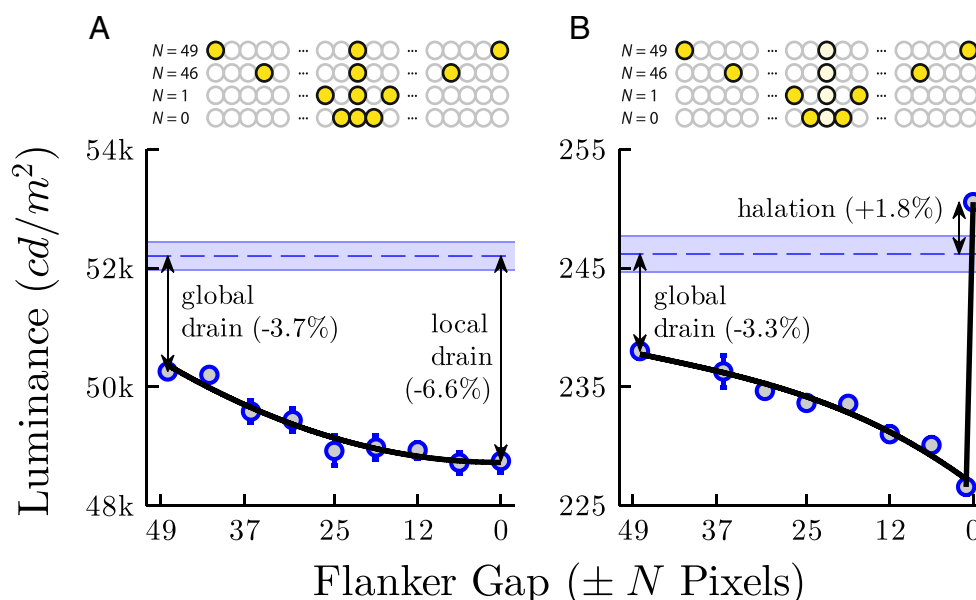 A
N = 49 ... ...
N = 46 ... ...
N = 1 ... ...
N = 0 ... ...
B
N = 49 ... ...
N = 46 ... ...
N = 1 ... ...
N = 0 ... ...
Luminance (cd/m²)
54k
52k
50k
48k
global
drain (-3.7%)
local
drain
(-6.6%)
49 37 25 12 0
255
245
235
225
halation (+1.8%)
global
drain (-3.3%)
49 37 25 12 0
Flanker Gap (± N Pixels)